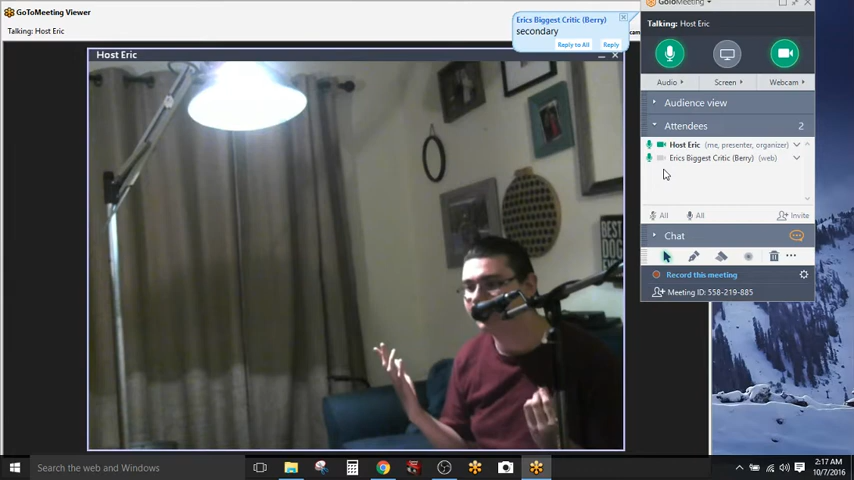 GoToMeeting Viewer
Talking: Host Eric
Erics Biggest Critic (Berry)
secondary
Reply to All
Reply
Host Eric
GoToMeeting
Talking: Host Eric
Audio
Screen
Webcam
Audience view
Attendees 2
Host Eric (me, presenter, organizer)
Erics Biggest Critic (Berry) (web)
All
All
Invite
Chat
Record this meeting
Meeting ID: 558-219-885
BEST
DOG
Search the web and Windows
2:17 AM
10/7/2016